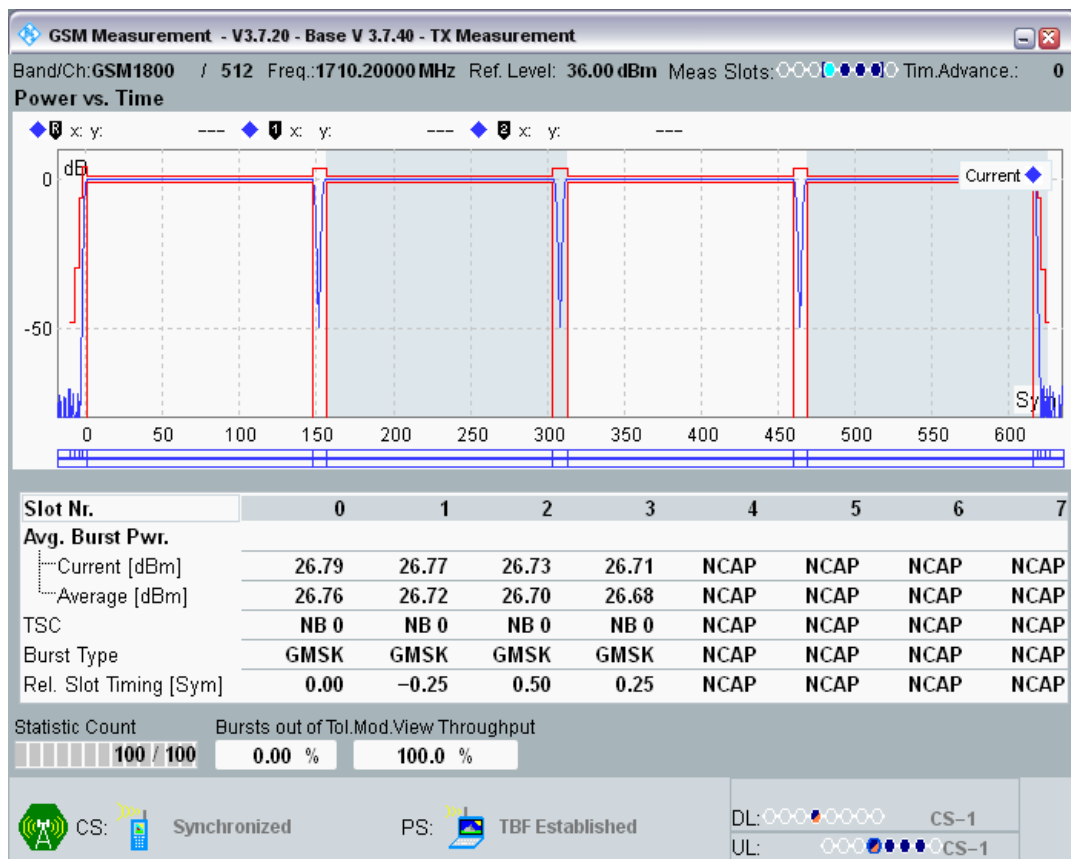 GSM Measurement - V3.7.20 - Base V 3.7.40 - TX Measurement
Band/Ch:GSM1800 / 512 Freq.:1710.20000 MHz Ref. Level: 36.00 dBm Meas Slots: Tim.Advance.: 0
Power vs. Time
R x: y: --- 1 x: y: --- 2 x: y: ---
dB
Current
0
-50
Sym
0 50 100 150 200 250 300 350 400 450 500 550 600
Slot Nr. 0 1 2 3 4 5 6 7
Avg. Burst Pwr.
Current [dBm] 26.79 26.77 26.73 26.71 NCAP NCAP NCAP NCAP
Average [dBm] 26.76 26.72 26.70 26.68 NCAP NCAP NCAP NCAP
TSC NB 0 NB 0 NB 0 NB 0 NCAP NCAP NCAP NCAP
Burst Type GMSK GMSK GMSK GMSK NCAP NCAP NCAP NCAP
Rel. Slot Timing [Sym] 0.00 −0.25 0.50 0.25 NCAP NCAP NCAP NCAP
Statistic Count Bursts out of Tol. Mod.View Throughput
100 / 100 0.00 % 100.0 %
CS: Synchronized PS: TBF Established DL: CS−1
UL: CS−1